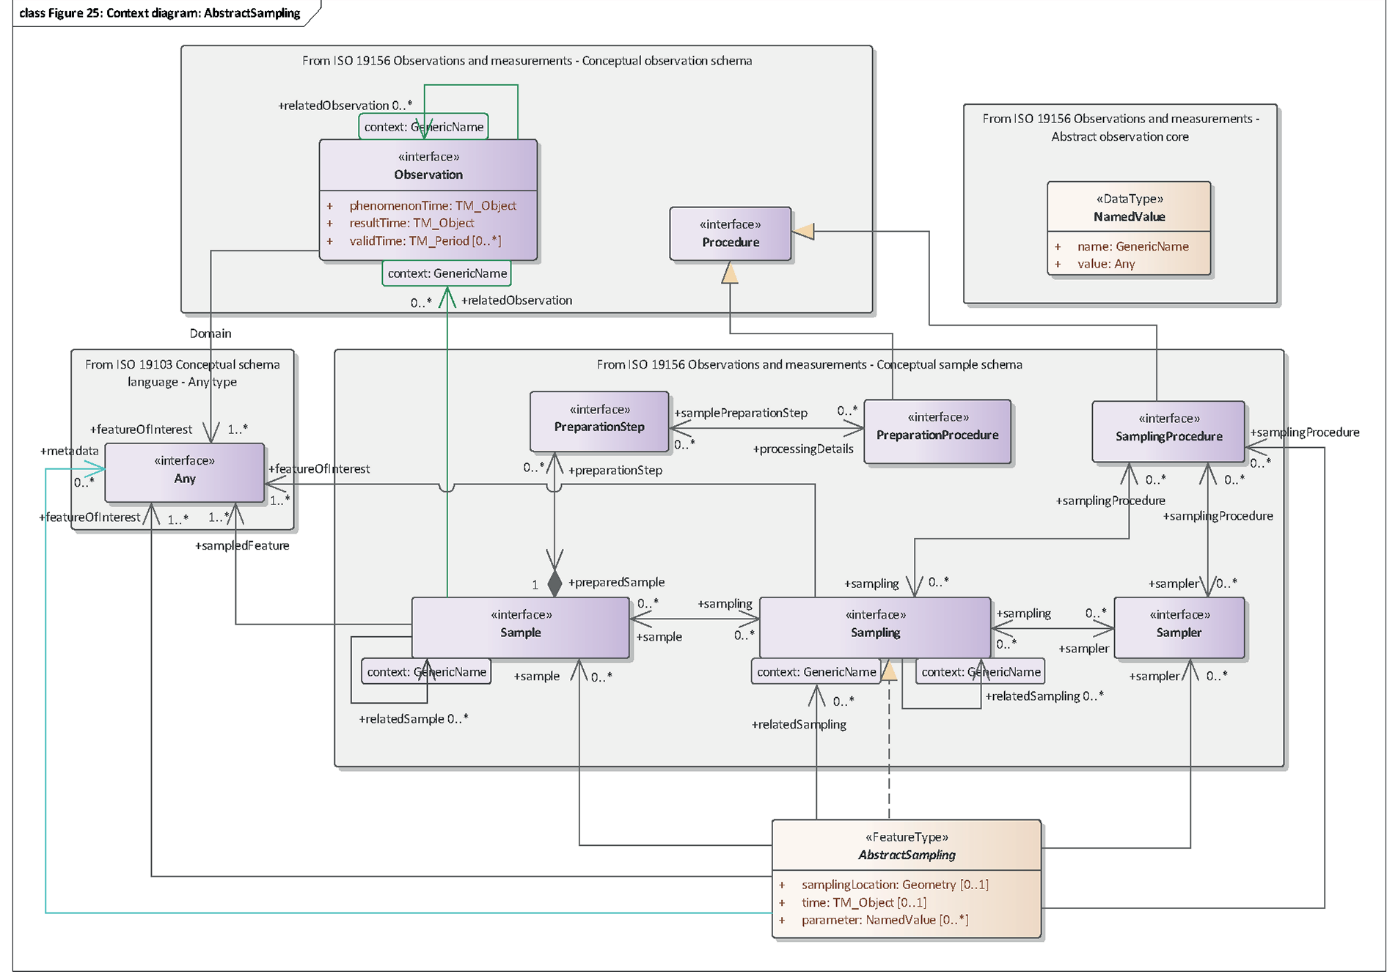 class Figure 25: Context diagram: AbstractSampling
From ISO 19156 Observations and measurements - Conceptual observation schema
+relatedObservation 0..*
context: GenericName
«interface»
Observation
+ phenomenonTime: TM_Object
+ resultTime: TM_Object
+ validTime: TM_Period [0..*]
context: GenericName
0..* +relatedObservation
«interface»
Procedure
From ISO 19156 Observations and measurements -
Abstract observation core
«DataType»
NamedValue
+ name: GenericName
+ value: Any
Domain
From ISO 19103 Conceptual schema
language - Any type
+featureOfInterest 1..*
+metadata
0..*
«interface»
Any
+featureOfInterest
1..*
+featureOfInterest 1..*
1..*
+sampledFeature
From ISO 19156 Observations and measurements - Conceptual sample schema
«interface»
PreparationStep
+samplePreparationStep 0..*
0..* +processingDetails
«interface»
PreparationProcedure
«interface»
SamplingProcedure
+samplingProcedure
0..*
0..* +preparationStep
0..*
+samplingProcedure
0..*
+samplingProcedure
1 +preparedSample
+sampling 0..*
+sampler 0..*
«interface»
Sample
0..* +sampling
+sample 0..*
«interface»
Sampling
+sampling 0..*
0..* +sampler
«interface»
Sampler
context: GenericName
+relatedSample 0..*
+sample 0..*
context: GenericName
0..*
+relatedSampling
context: GenericName
+relatedSampling 0..*
+sampler 0..*
«FeatureType»
AbstractSampling
+ samplingLocation: Geometry [0..1]
+ time: TM_Object [0..1]
+ parameter: NamedValue [0..*]